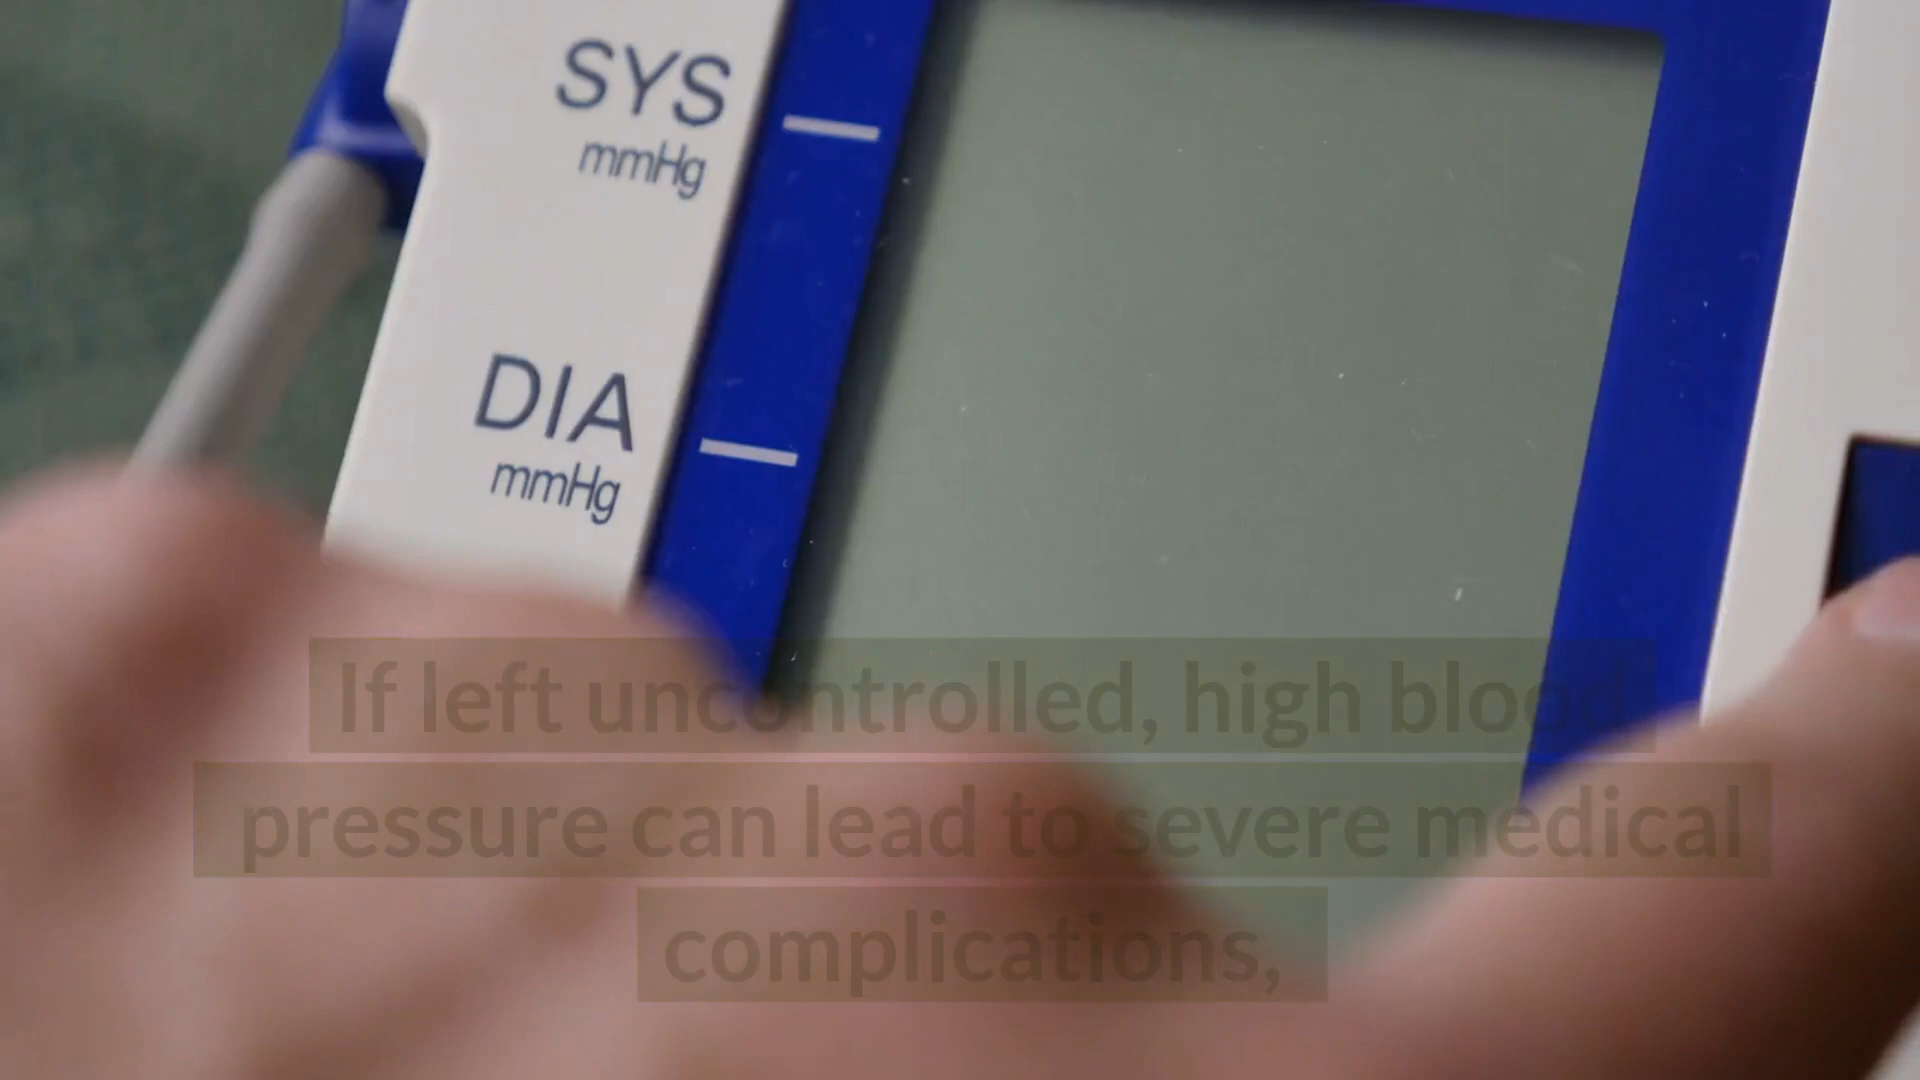 SYS
mmHg
DIA
mmHg
If left uncontrolled, high blood
pressure can lead to severe medical
complications,